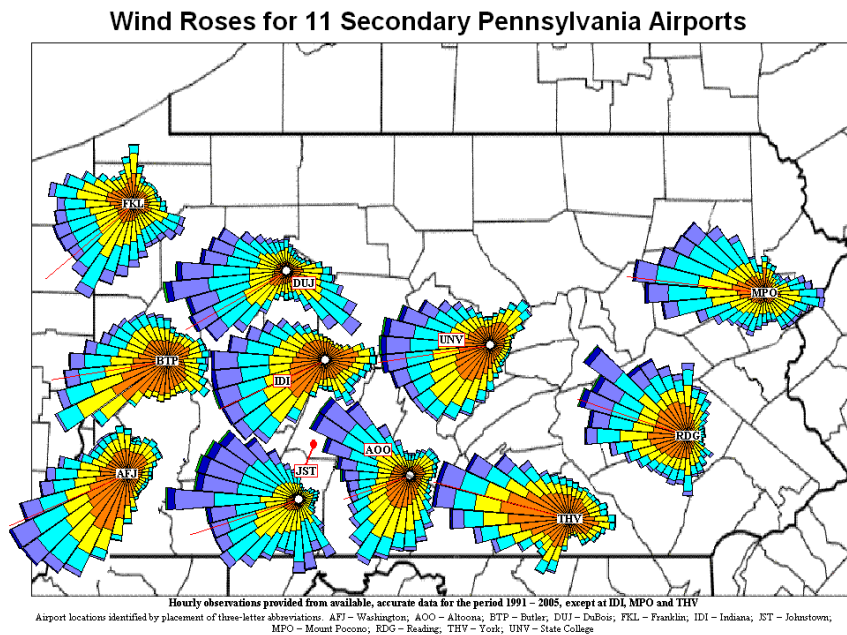 Wind Roses for 11 Secondary Pennsylvania Airports
FKL
DUJ
MPO
UNV
BTP
IDI
RDG
AOO
JST
AFJ
THV
Hourly observations provided from available, accurate data for the period 1991 – 2005, except at IDI, MPO and THV
Airport locations identified by placement of three-letter abbreviations. AFJ – Washington; AOO – Altoona; BTP – Butler; DUJ – DuBois; FKL – Franklin; IDI – Indiana; JST – Johnstown;
MPO – Mount Pocono; RDG – Reading; THV – York; UNV – State College